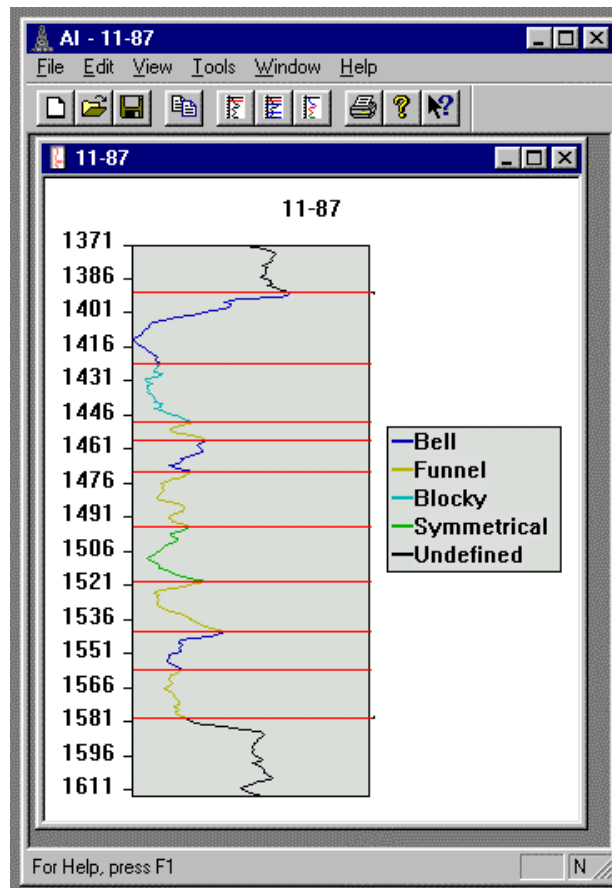 AI - 11-87
File Edit View Tools Window Help
11-87
11-87
1371
1386
1401
1416
1431
1446
1461
1476
1491
1506
1521
1536
1551
1566
1581
1596
1611
Bell
Funnel
Blocky
Symmetrical
Undefined
For Help, press F1
N